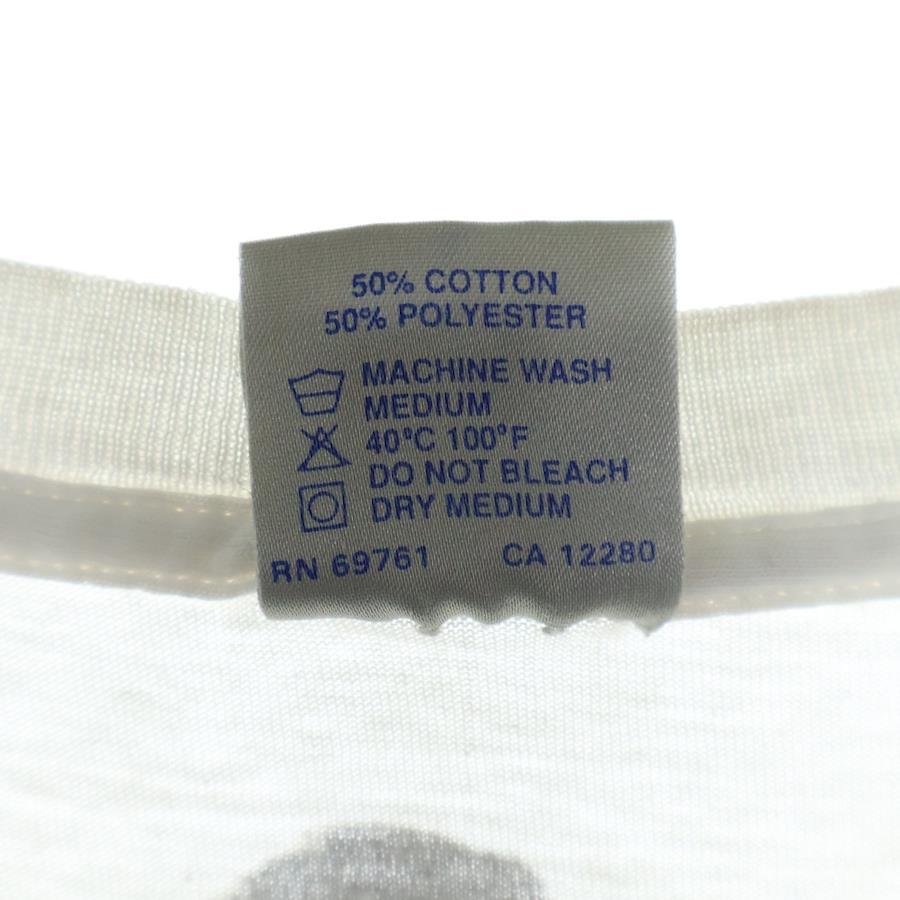 50% COTTON
50% POLYESTER
MACHINE WASH
MEDIUM
40°C 100°F
DO NOT BLEACH
DRY MEDIUM
RN 69761 CA 12280